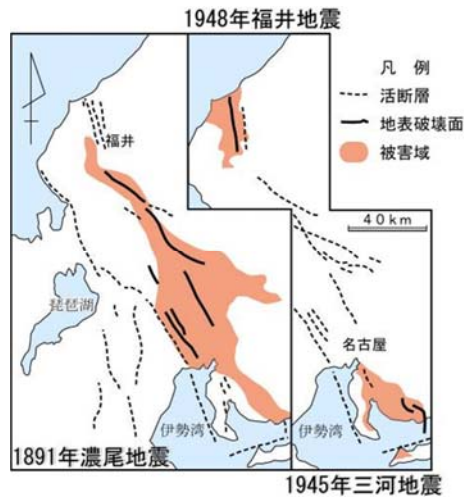 1948年福井地震
凡 例
活断層
地表破壊面
被害域
40km
福井
琵琶湖
名古屋
伊勢湾
伊勢湾
1891年濃尾地震
1945年三河地震